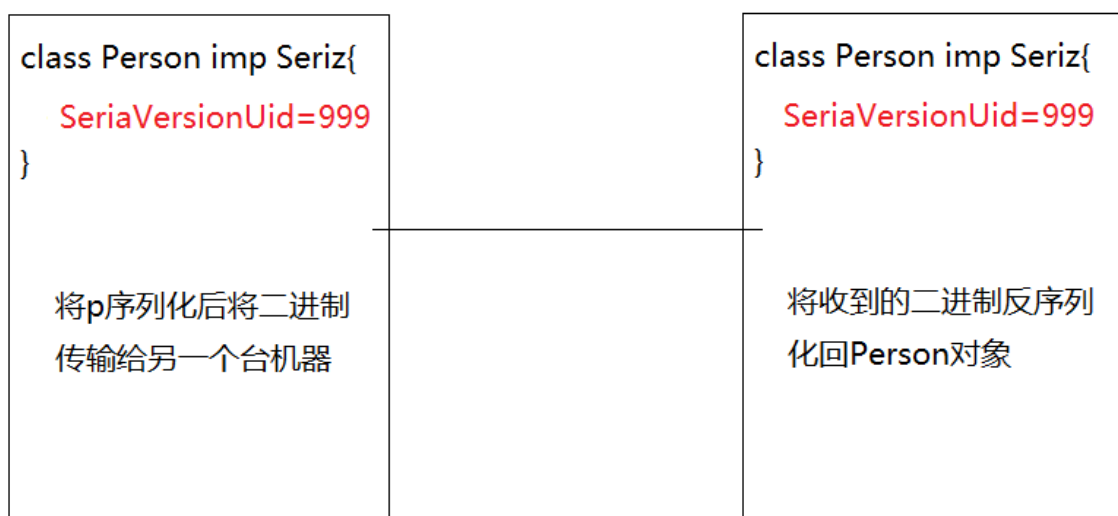 class Person imp Seriz{
SeriaVersionUid=999
}
将p序列化后将二进制
传输给另一个台机器
class Person imp Seriz{
SeriaVersionUid=999
}
将收到的二进制反序列
化回Person对象